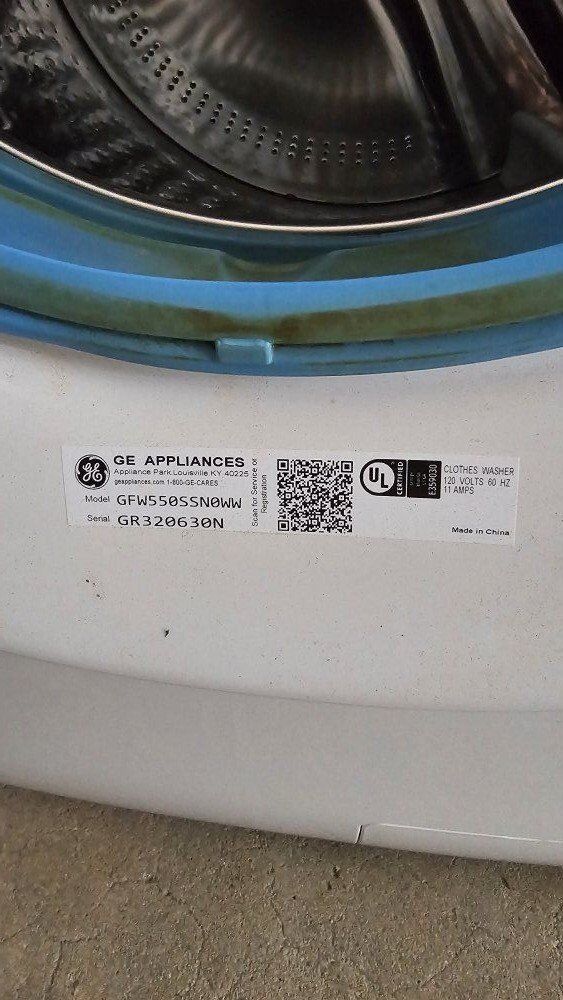 GE APPLIANCES
Appliance Park Louisville KY 40225
geappliances.com 1-800-GE-CARES
Model GFW550SSN0WW
Serial GR320630N
Scan for Service or
Registration
UL
CERTIFIED
E359030
CLOTHES WASHER
120 VOLTS 60 HZ
11 AMPS
Made in China